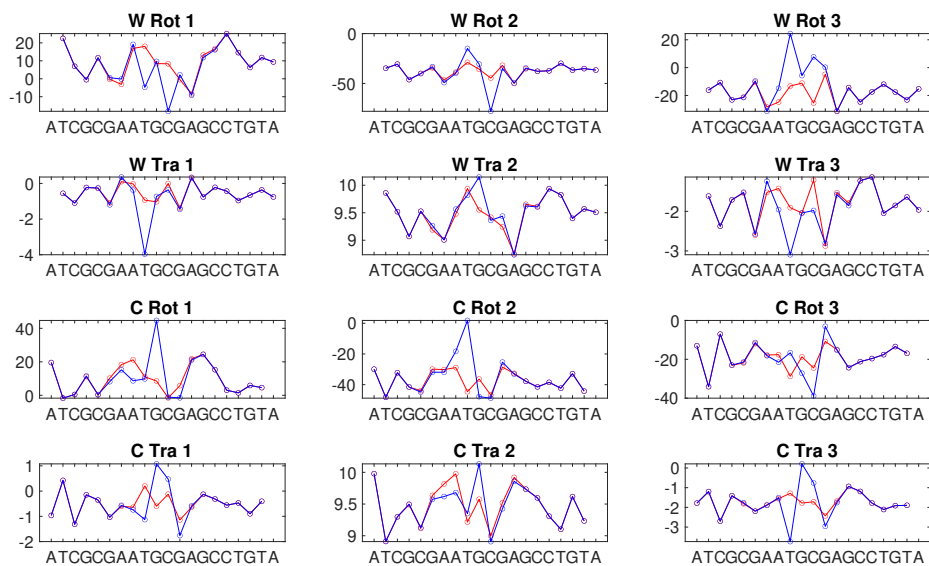 W Rot 1
20
10
0
-10
ATCGCGAATGCGAGCCTGTA
W Rot 2
0
-50
ATCGCGAATGCGAGCCTGTA
W Rot 3
20
0
-20
ATCGCGAATGCGAGCCTGTA
W Tra 1
0
-2
-4
ATCGCGAATGCGAGCCTGTA
W Tra 2
10
9.5
9
ATCGCGAATGCGAGCCTGTA
W Tra 3
-2
-3
ATCGCGAATGCGAGCCTGTA
C Rot 1
40
20
0
ATCGCGAATGCGAGCCTGTA
C Rot 2
0
-20
-40
ATCGCGAATGCGAGCCTGTA
C Rot 3
0
-20
-40
ATCGCGAATGCGAGCCTGTA
C Tra 1
1
0
-1
-2
ATCGCGAATGCGAGCCTGTA
C Tra 2
10
9.5
9
ATCGCGAATGCGAGCCTGTA
C Tra 3
0
-1
-2
-3
ATCGCGAATGCGAGCCTGTA